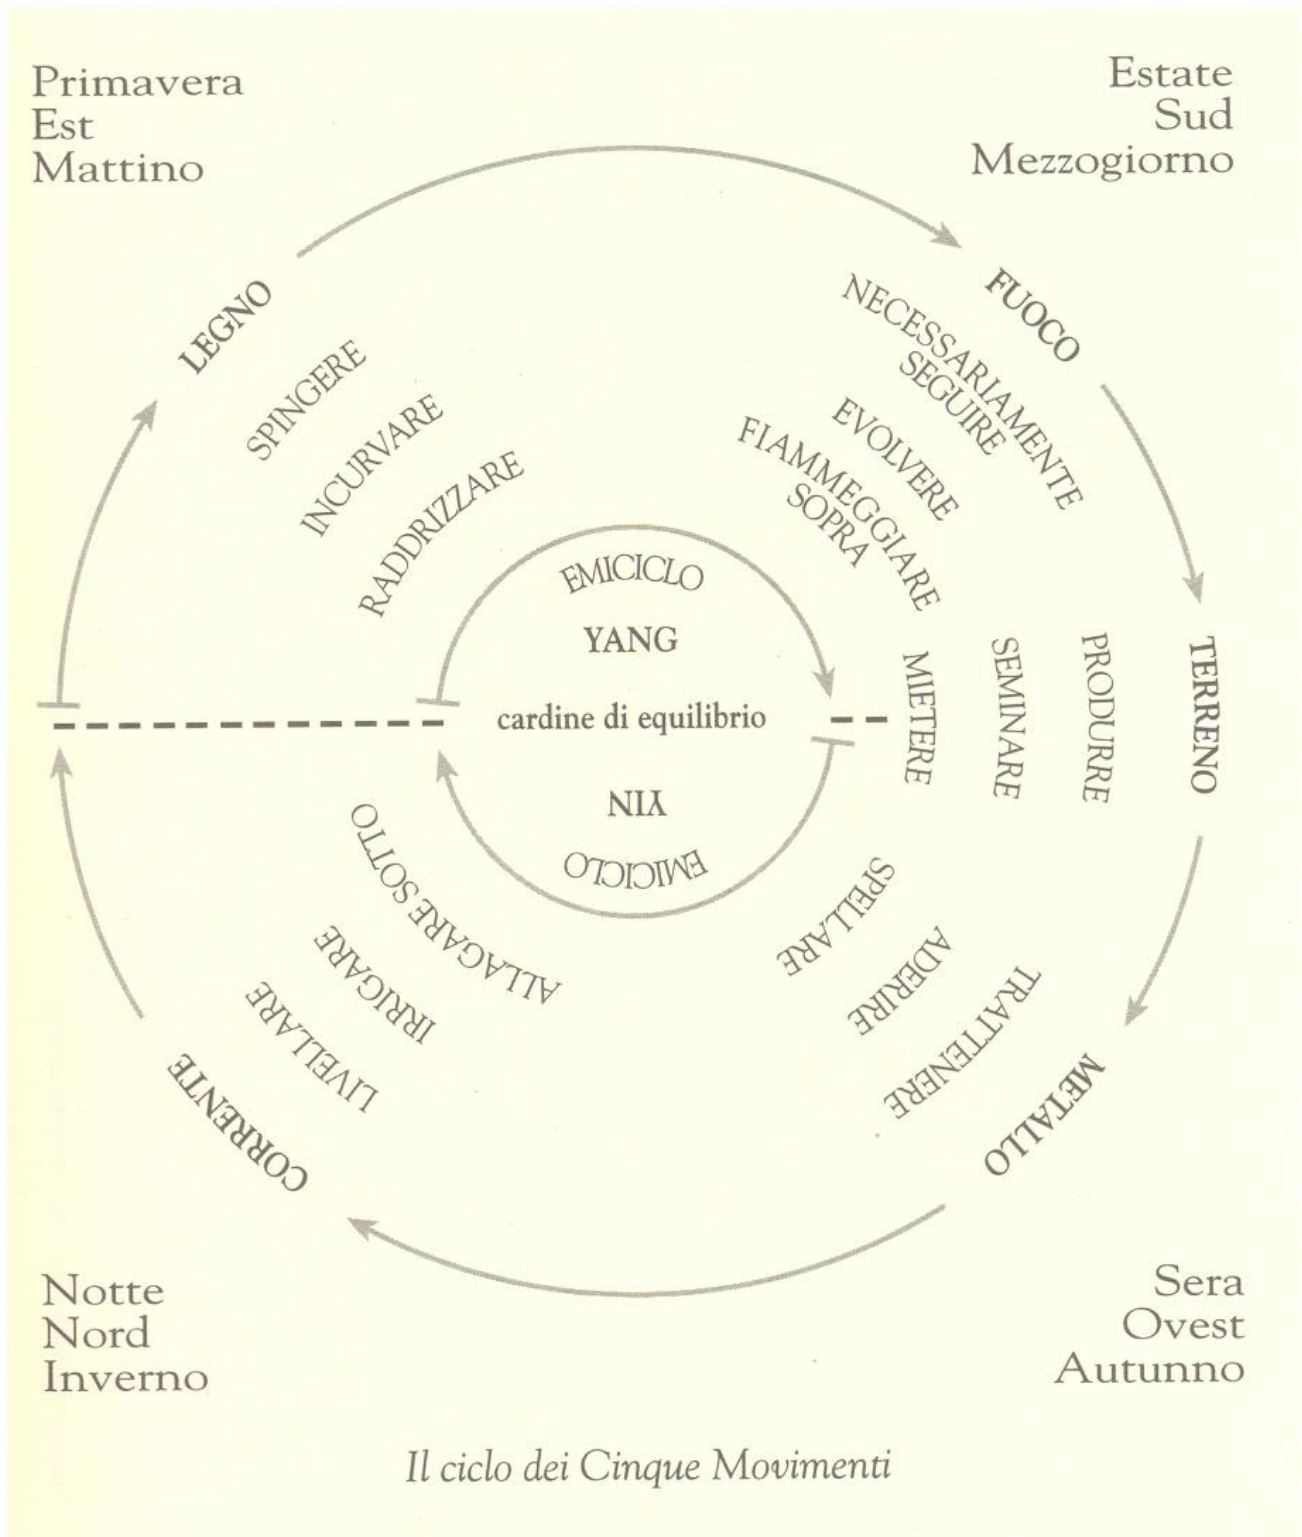 Primavera
Est
Mattino
Estate
Sud
Mezzogiorno
LEGNO
SPINGERE
INCURVARE
RADDRIZZARE
FUOCO
NECESSARIAMENTE
SEGUIRE
EVOLVERE
FIAMMEGGIARE
SOPRA
EMICICLO
YANG
cardine di equilibrio
YIN
EMICICLO
TERRENO
PRODURRE
SEMINARE
MIETERE
METALLO
TRATTENERE
ADERIRE
SPELLARE
CORRENTE
LIVELLARE
IRRIGARE
ALLAGARE SOTTO
Notte
Nord
Inverno
Sera
Ovest
Autunno
Il ciclo dei Cinque Movimenti